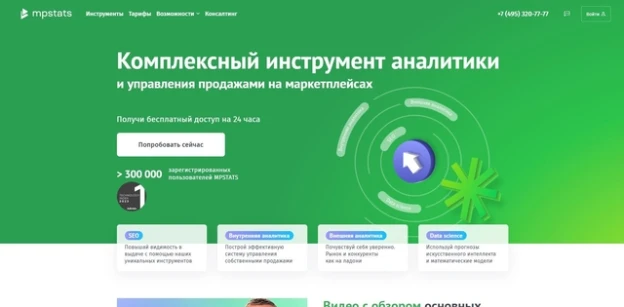 mpstats
Инструменты Тарифы Возможности Консалтинг
+7 (495) 320-77-77
Войти
Комплексный инструмент аналитики
и управления продажами на маркетплейсах
Получи бесплатный доступ на 24 часа
Попробовать сейчас
> 300 000
зарегистрированных
пользователей MPSTATS
1
SEO
Повышай видимость в
выдаче с помощью наших
уникальных инструментов
Внутренняя аналитика
Построй эффективную
систему управления
собственными продажами
Внешняя аналитика
Почувствуй себя уверенно.
Рынок и конкуренты
как на ладони
Data science
Используй прогнозы
искусственного интеллекта
и математические модели
Видео с обзором основных